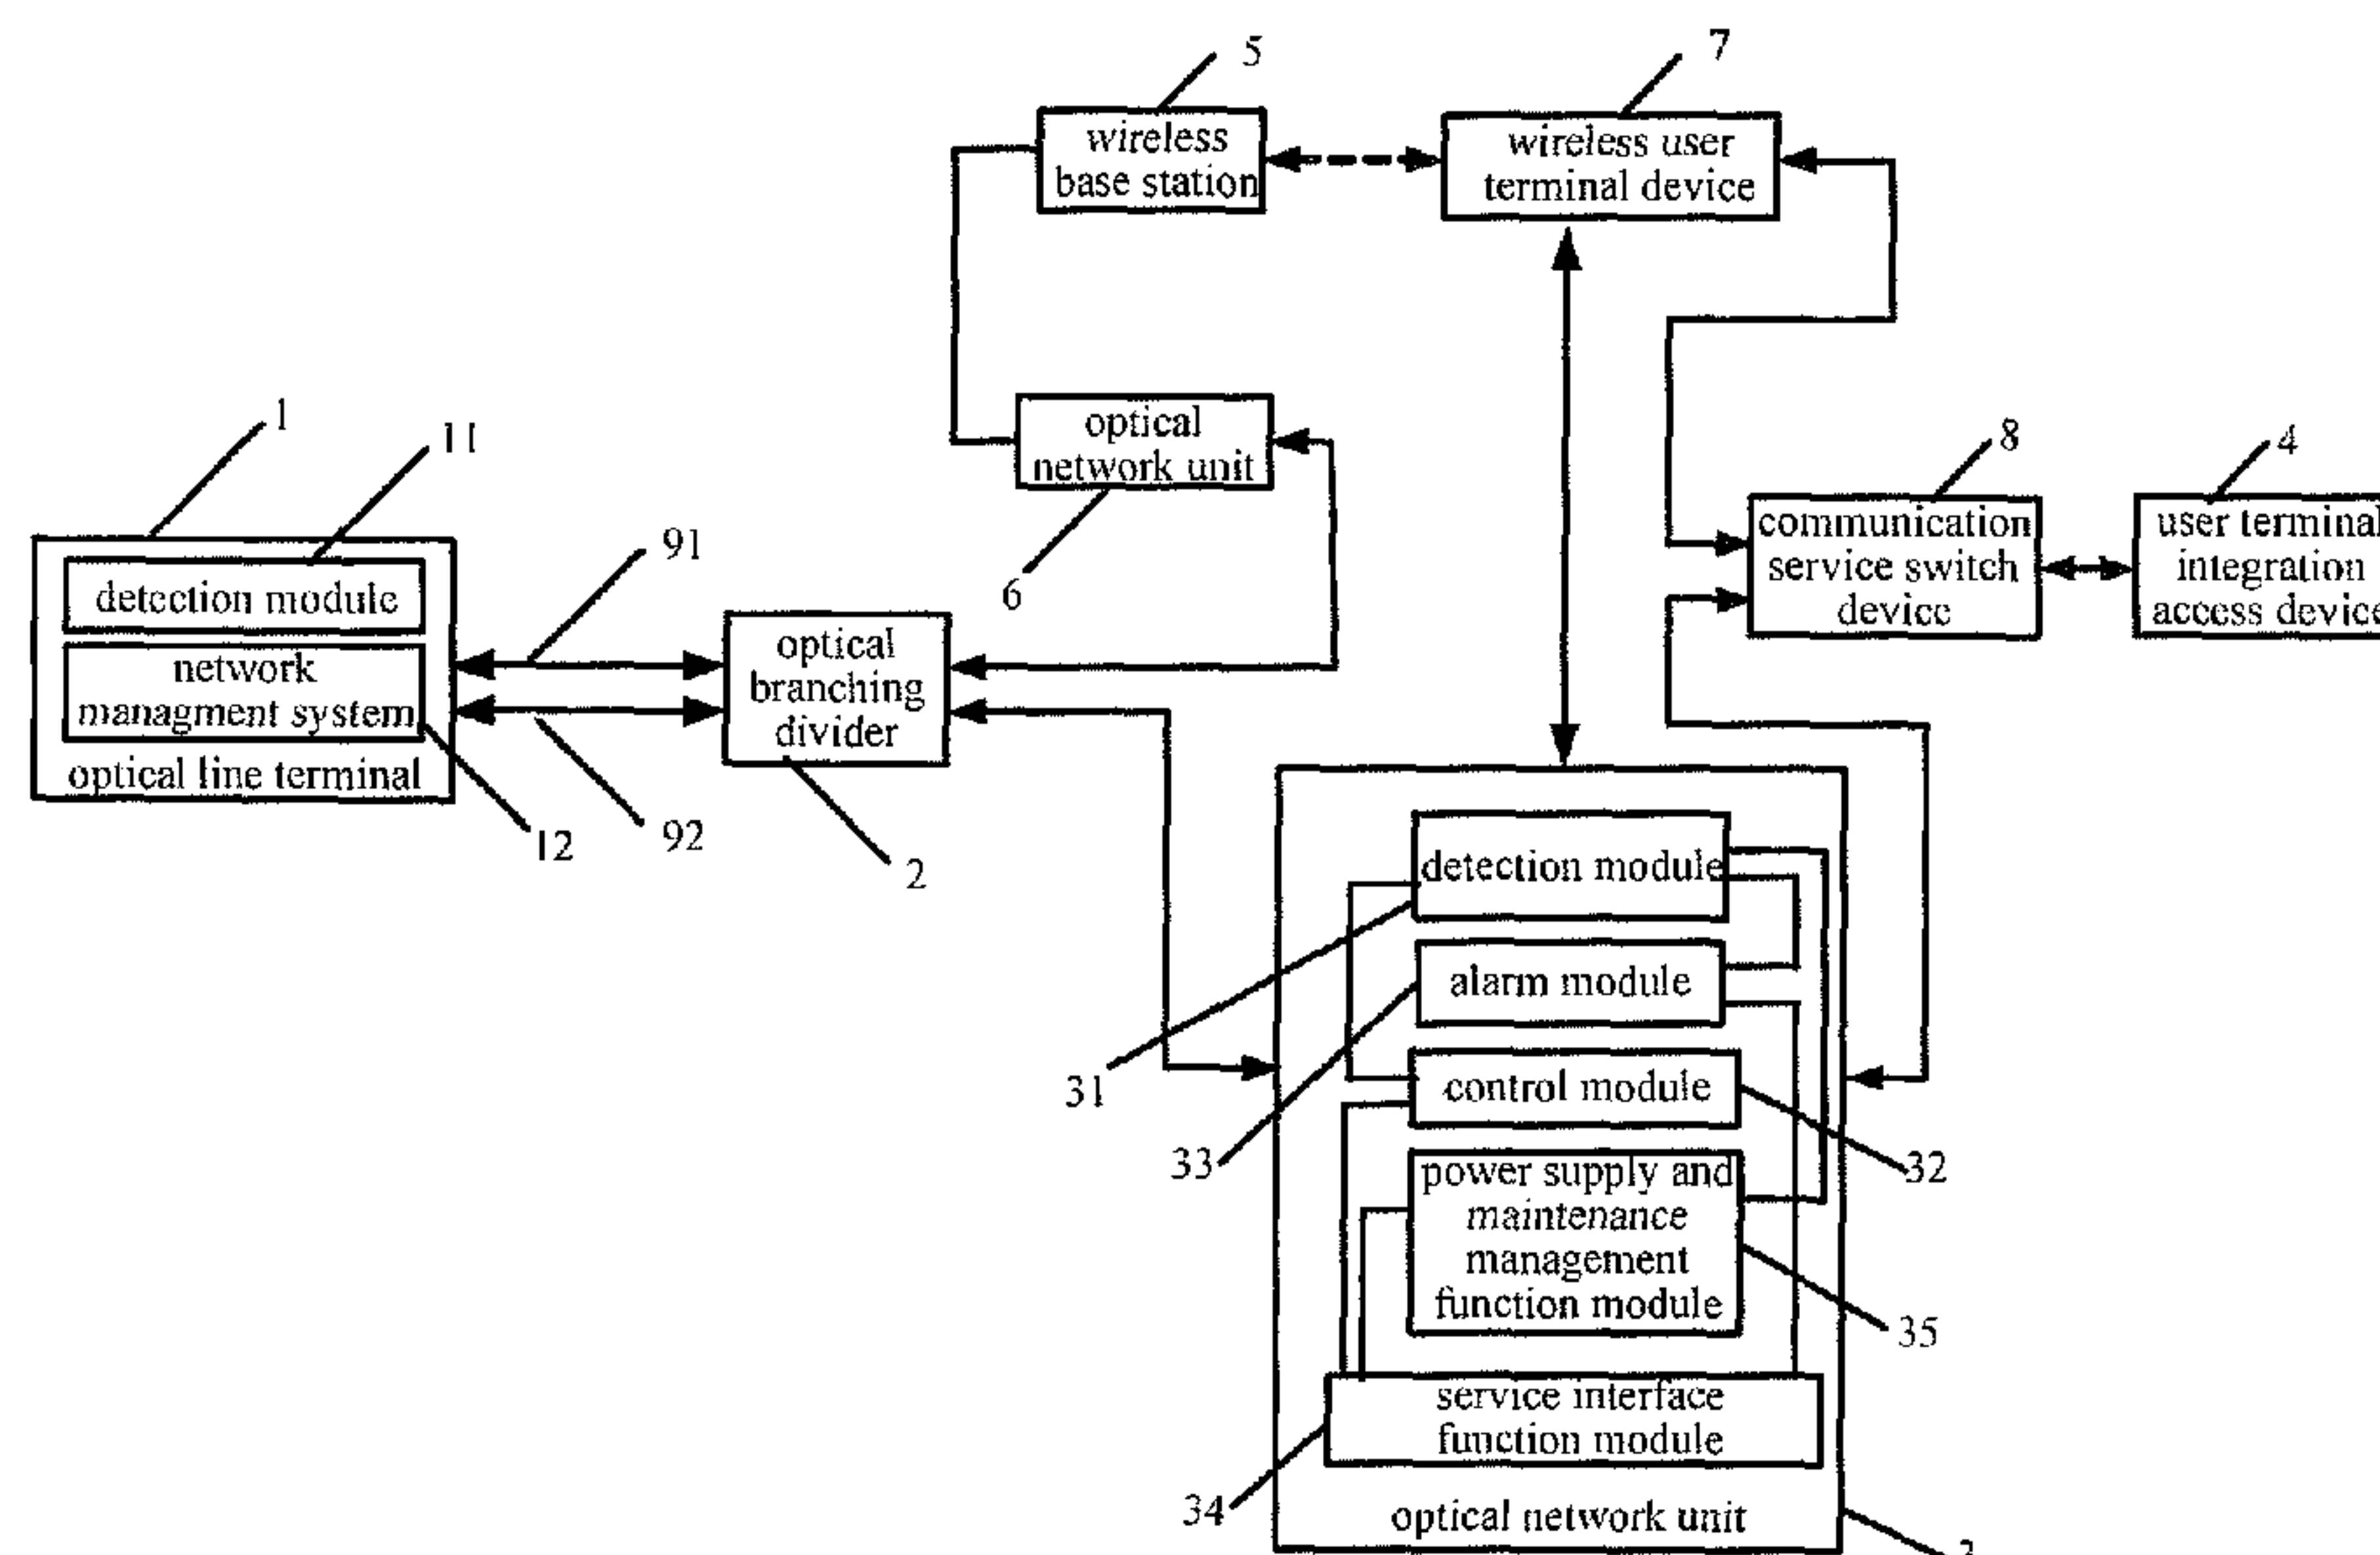 5
7
wireless
base station
wireless user
terminal device
1
11
optical
network unit
6
8
4
communication
service switch
device
user terminal
integration
access device
detection module
network
managment system
optical line terminal
12
91
92
optical
branching
divider
2
detection module
alarm module
control module
power supply and
maintenance
management
function module
service interface
function module
optical network unit
31
33
32
35
34